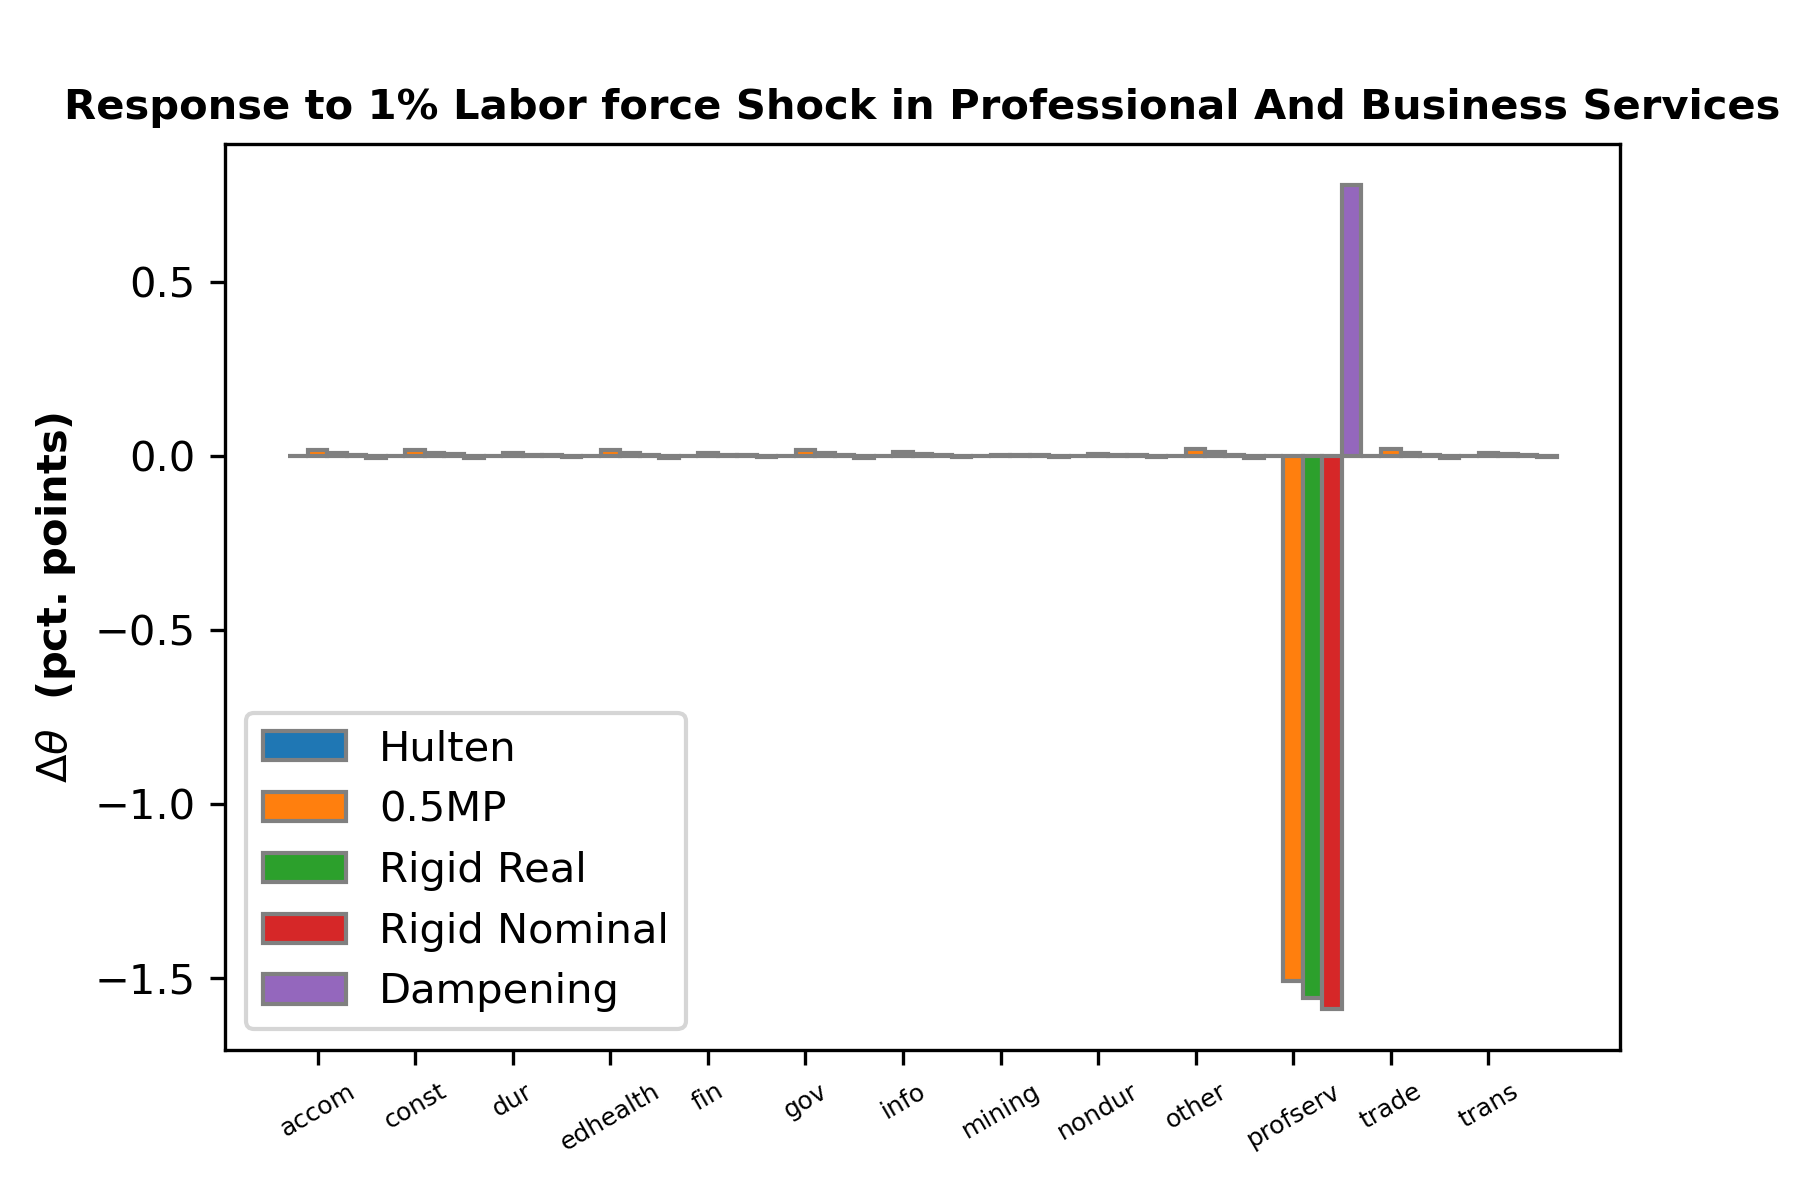 Response to 1% Labor force Shock in Professional And Business Services
Δθ (pct. points)
0.5
0.0
−0.5
−1.0
−1.5
Hulten
0.5MP
Rigid Real
Rigid Nominal
Dampening
accom const dur edhealth fin gov info mining nondur other profserv trade trans